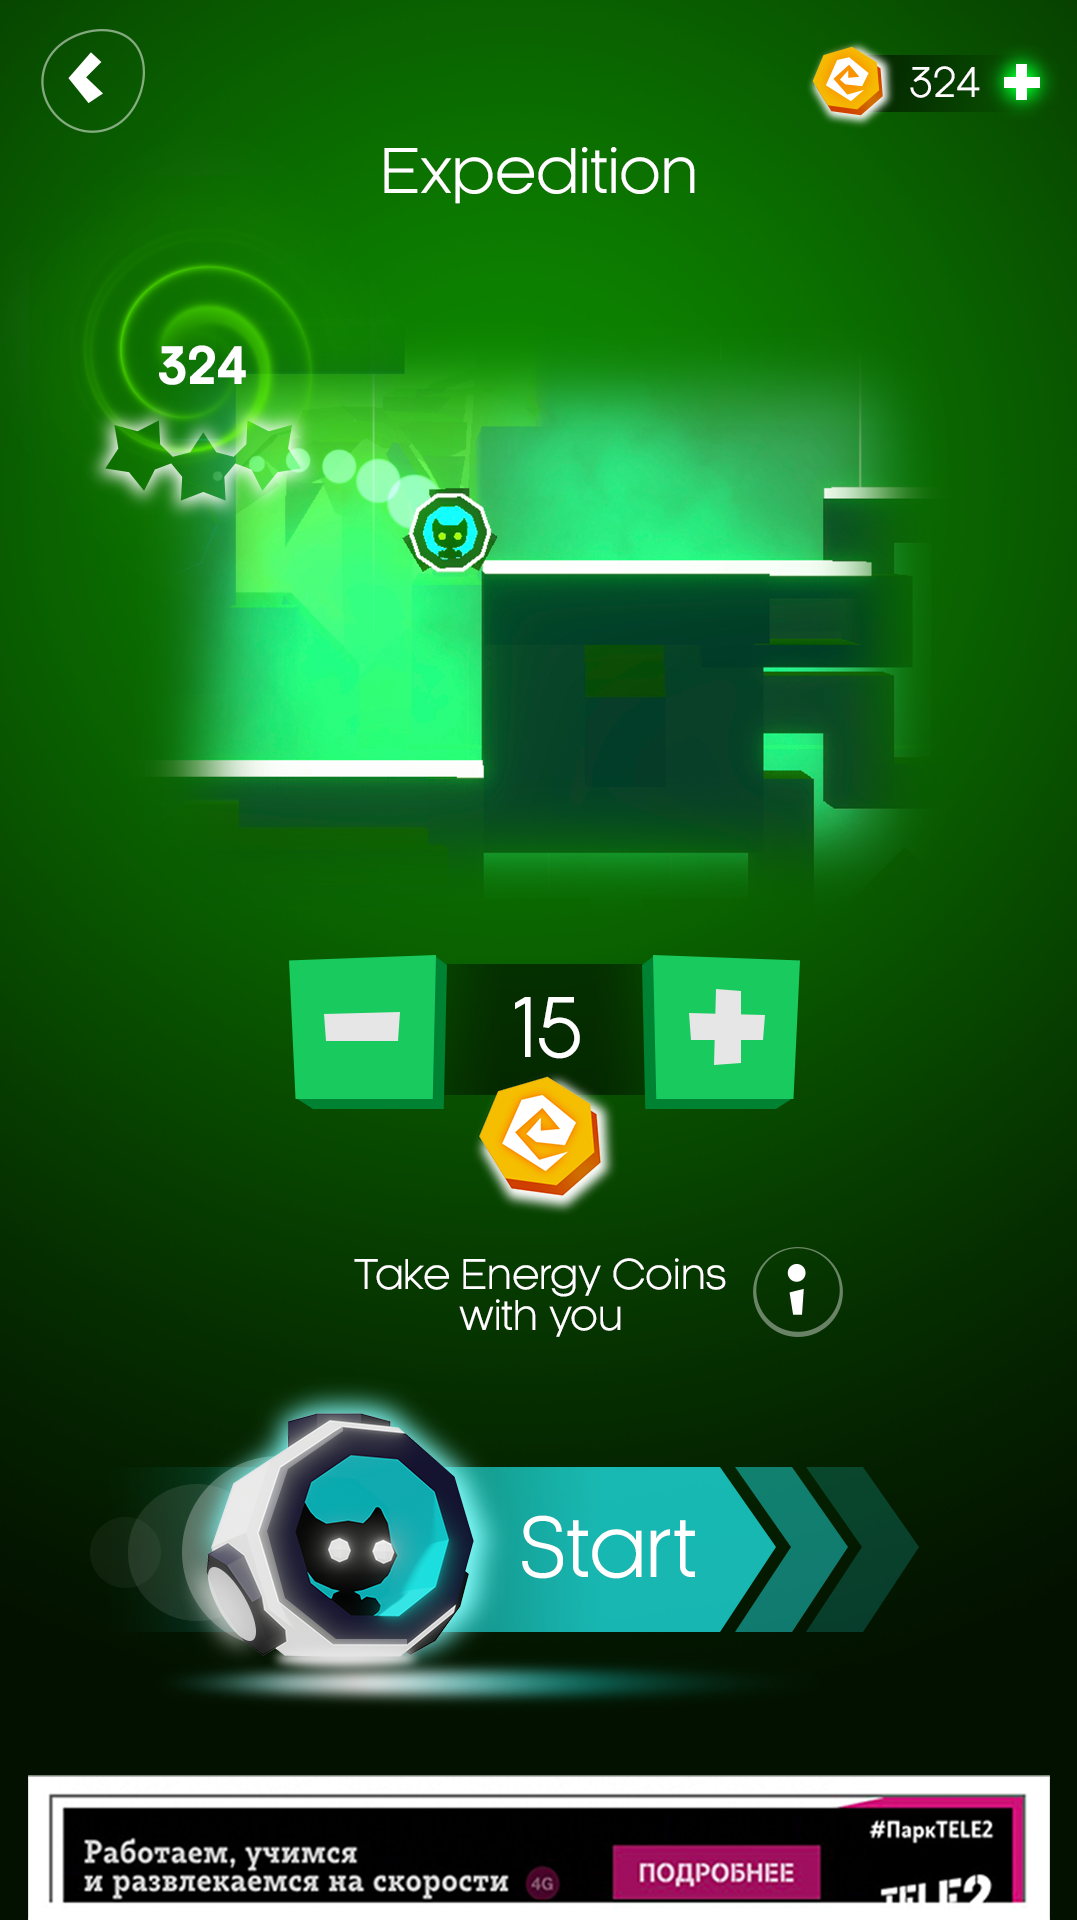 324
Expedition
324
15
Take Energy Coins
with you
Start
Работаем, учимся
и развлекаемся на скорости
4G
ПОДРОБНЕЕ
#ПаркTELE2
TELE2